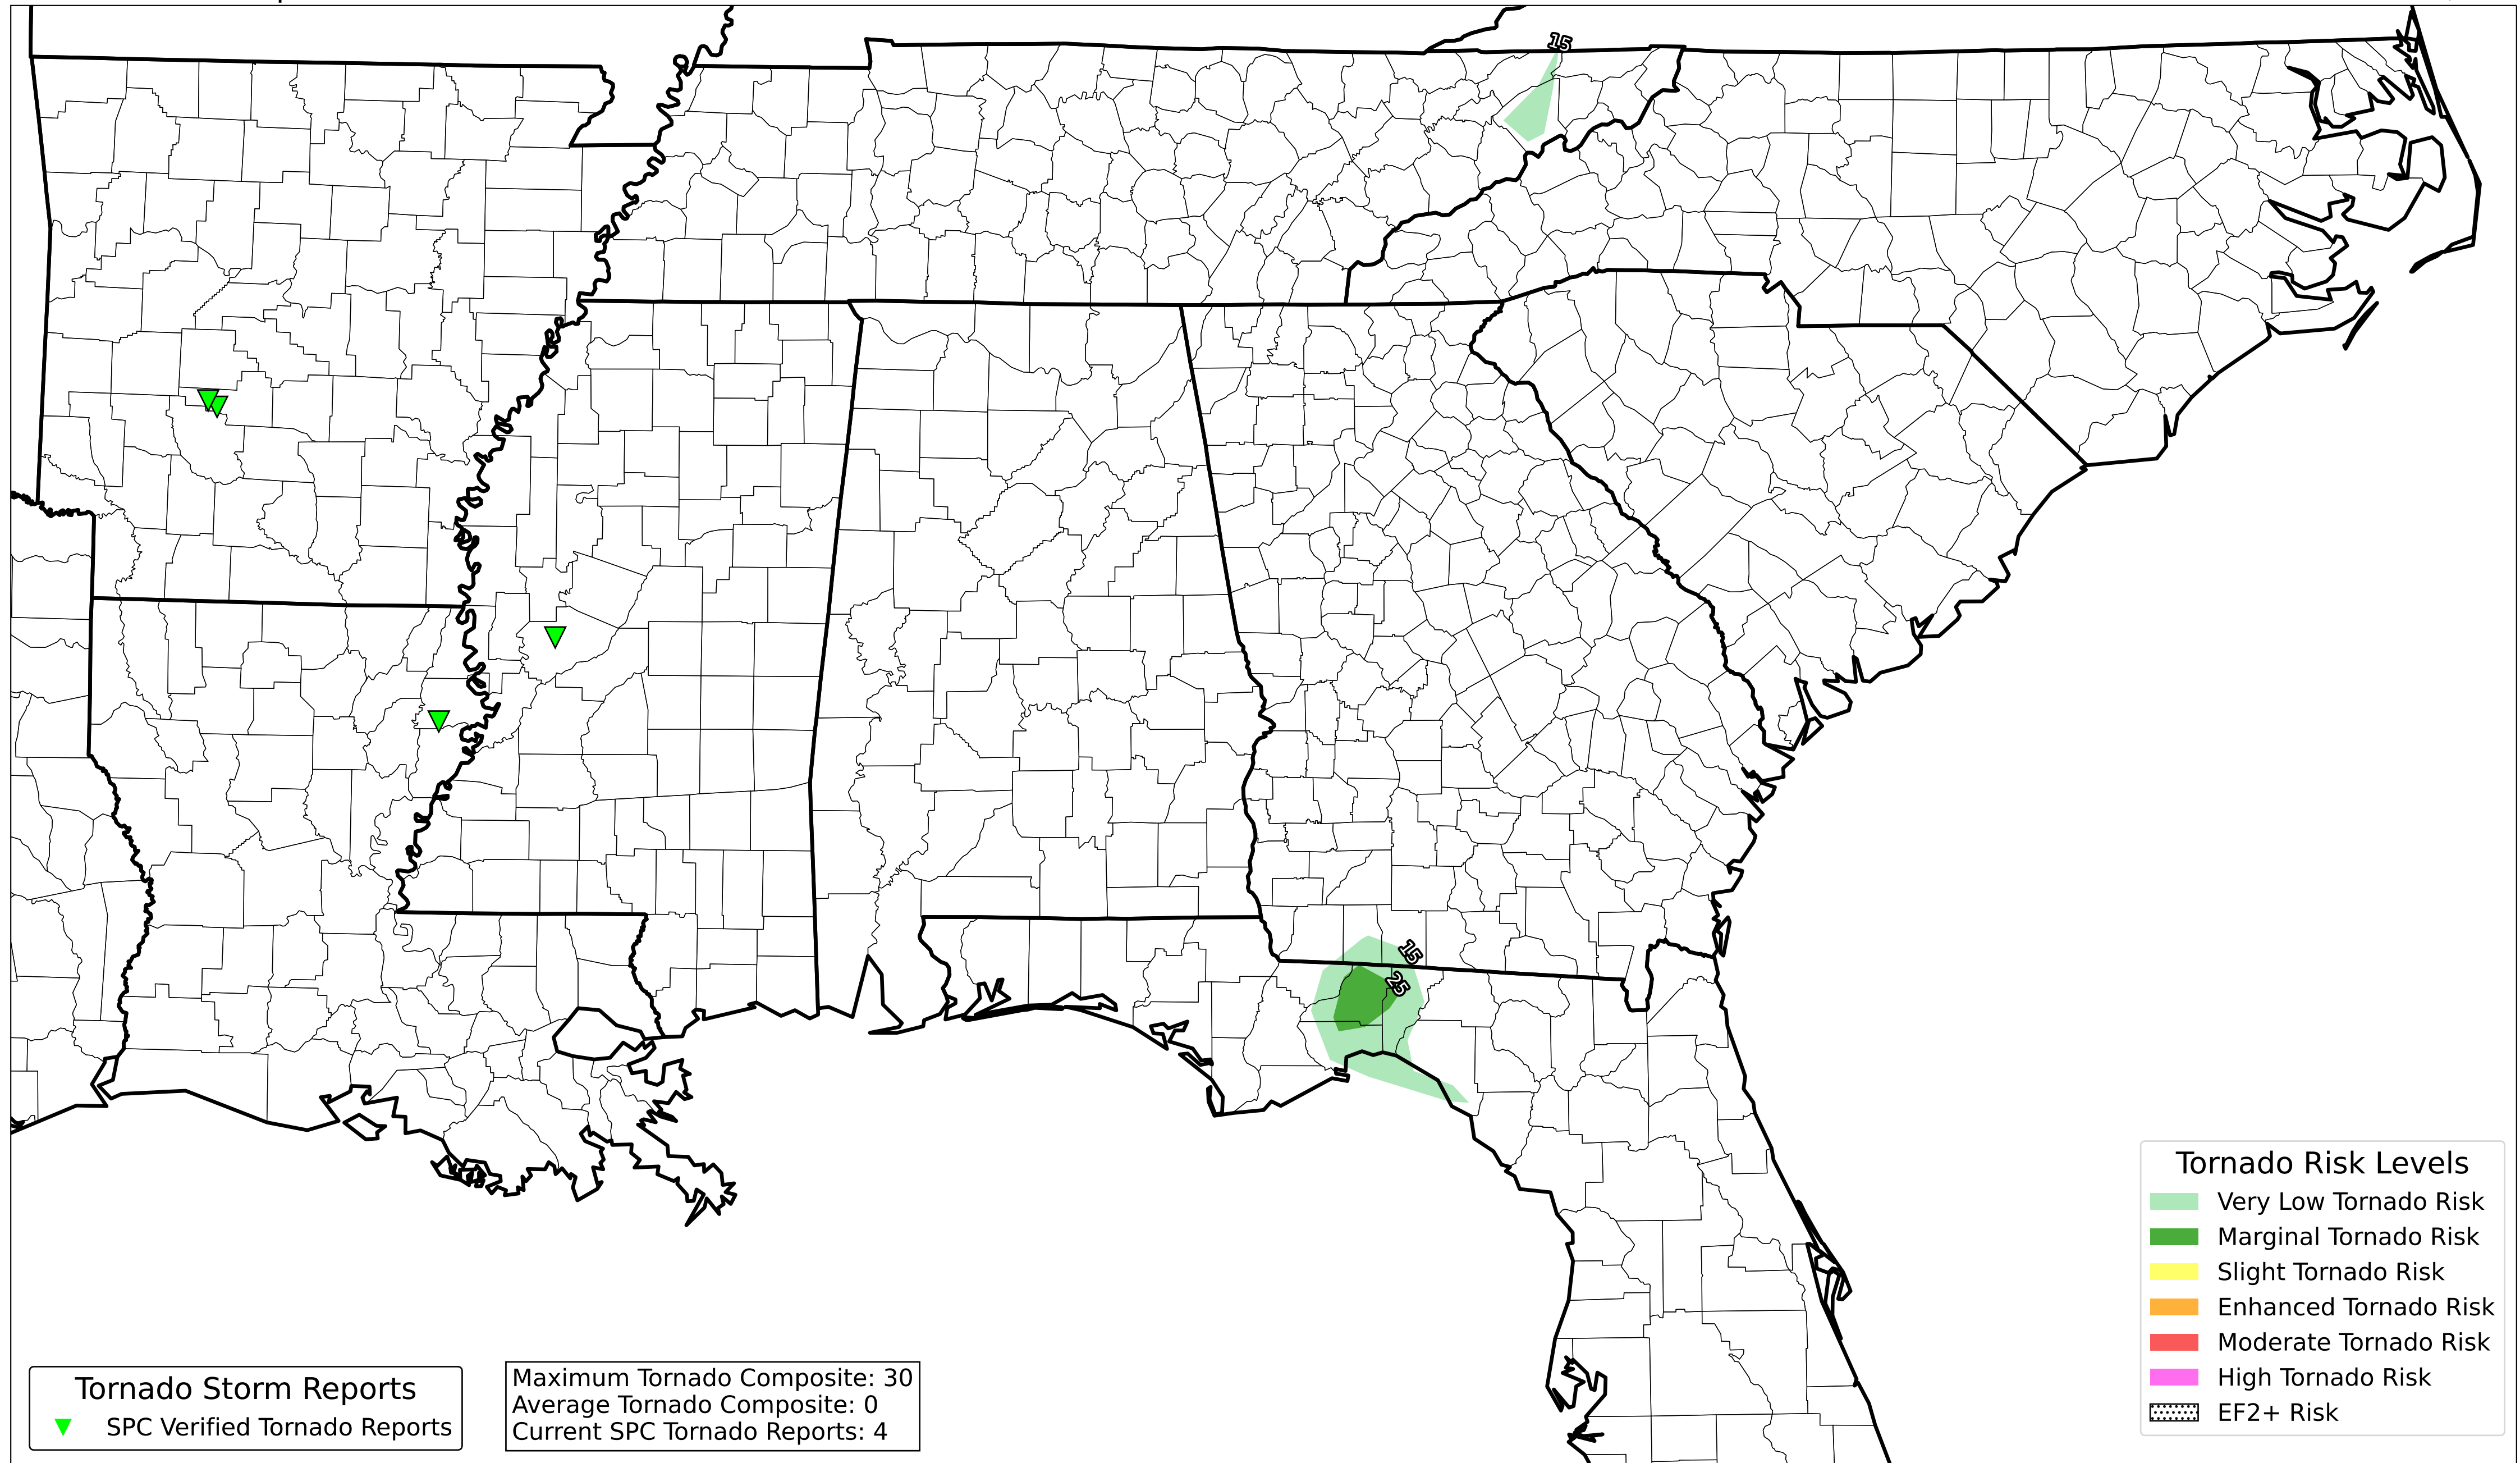 15
15
25
Tornado Risk Levels
Very Low Tornado Risk
Marginal Tornado Risk
Slight Tornado Risk
Enhanced Tornado Risk
Moderate Tornado Risk
High Tornado Risk
EF2+ Risk
Tornado Storm Reports
SPC Verified Tornado Reports
Maximum Tornado Composite: 30
Average Tornado Composite: 0
Current SPC Tornado Reports: 4